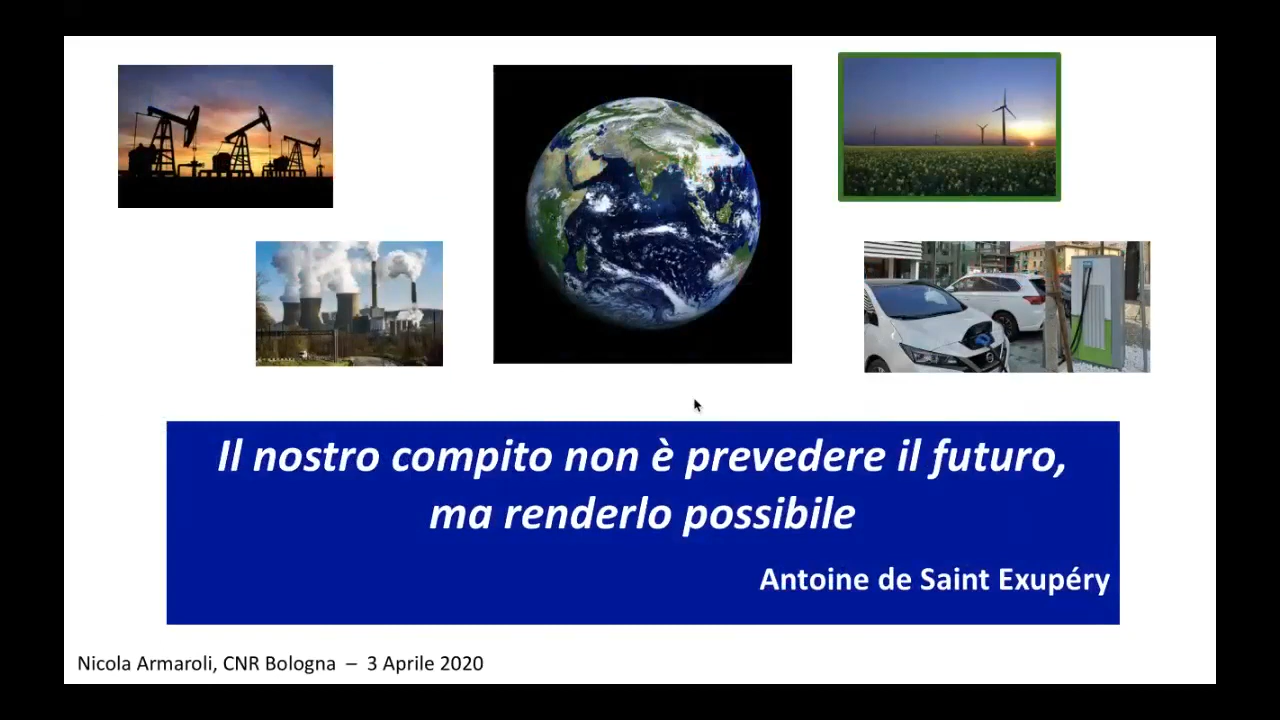 Il nostro compito non è prevedere il futuro,
ma renderlo possibile
Antoine de Saint Exupéry
Nicola Armaroli, CNR Bologna – 3 Aprile 2020